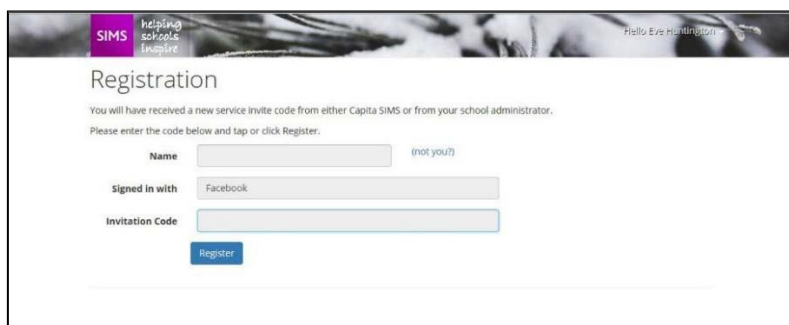 SIMS
helping
schools
inspire
Hello Eve Huntington
Registration
You will have received a new service invite code from either Capita SIMS or from your school administrator.
Please enter the code below and tap or click Register.
Name (not you?)
Signed in with Facebook
Invitation Code
Register